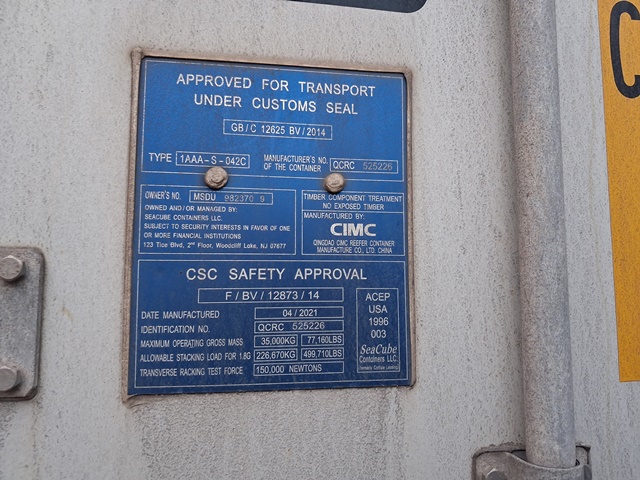 APPROVED FOR TRANSPORT
UNDER CUSTOMS SEAL
GB/C 12625 BV/2014
TYPE 1AAA-S-042C
MANUFACTURER'S NO.
OF THE CONTAINER QCRC 525226
OWNER'S NO. MSDU 982370 9
OWNED AND/OR MANAGED BY:
SEACUBE CONTAINERS LLC.
SUBJECT TO SECURITY INTERESTS IN FAVOR OF ONE
OR MORE FINANCIAL INSTITUTIONS
123 Tice Blvd, 2nd Floor, Woodcliff Lake, NJ 07677
TIMBER COMPONENT TREATMENT
NO EXPOSED TIMBER
MANUFACTURED BY:
CIMC
QINGDAO CIMC REEFER CONTAINER
MANUFACTURE CO., LTD. CHINA
CSC SAFETY APPROVAL
F/BV/12873/14
DATE MANUFACTURED 04/2021
IDENTIFICATION NO. QCRC 525226
MAXIMUM OPERATING GROSS MASS 35,000KG 77,160LBS
ALLOWABLE STACKING LOAD FOR 1.8G 226,670KG 499,710LBS
TRANSVERSE RACKING TEST FORCE 150,000 NEWTONS
ACEP
USA
1996
003
SeaCube
Containers LLC.
formerly Carlisle Leasing
C